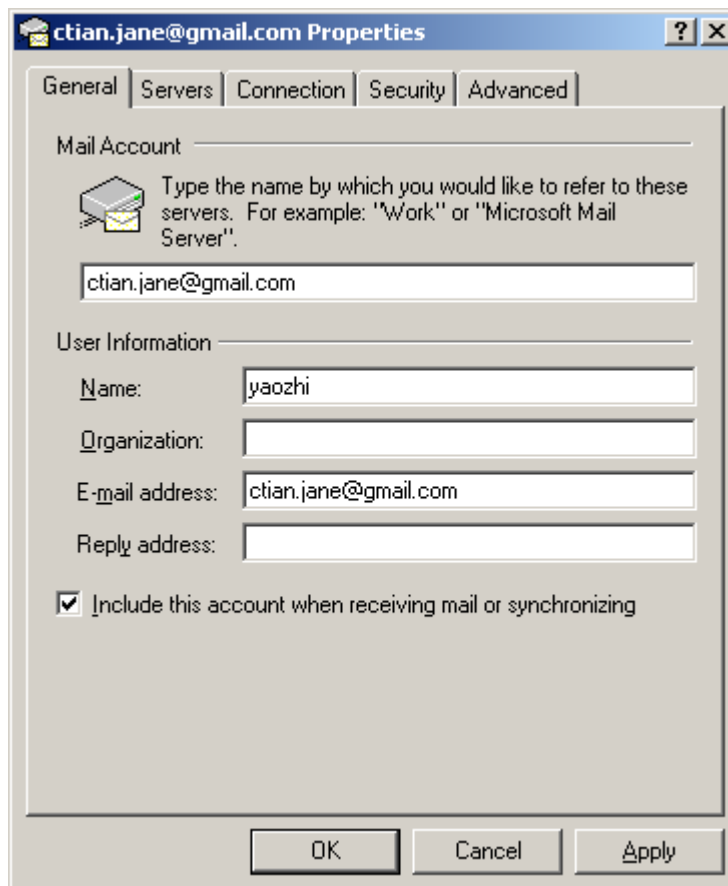 ctian.jane@gmail.com Properties
General Servers Connection Security Advanced
Mail Account
Type the name by which you would like to refer to these
servers. For example: "Work" or "Microsoft Mail
Server".
ctian.jane@gmail.com
User Information
Name: yaozhi
Organization:
E-mail address: ctian.jane@gmail.com
Reply address:
Include this account when receiving mail or synchronizing
OK Cancel Apply